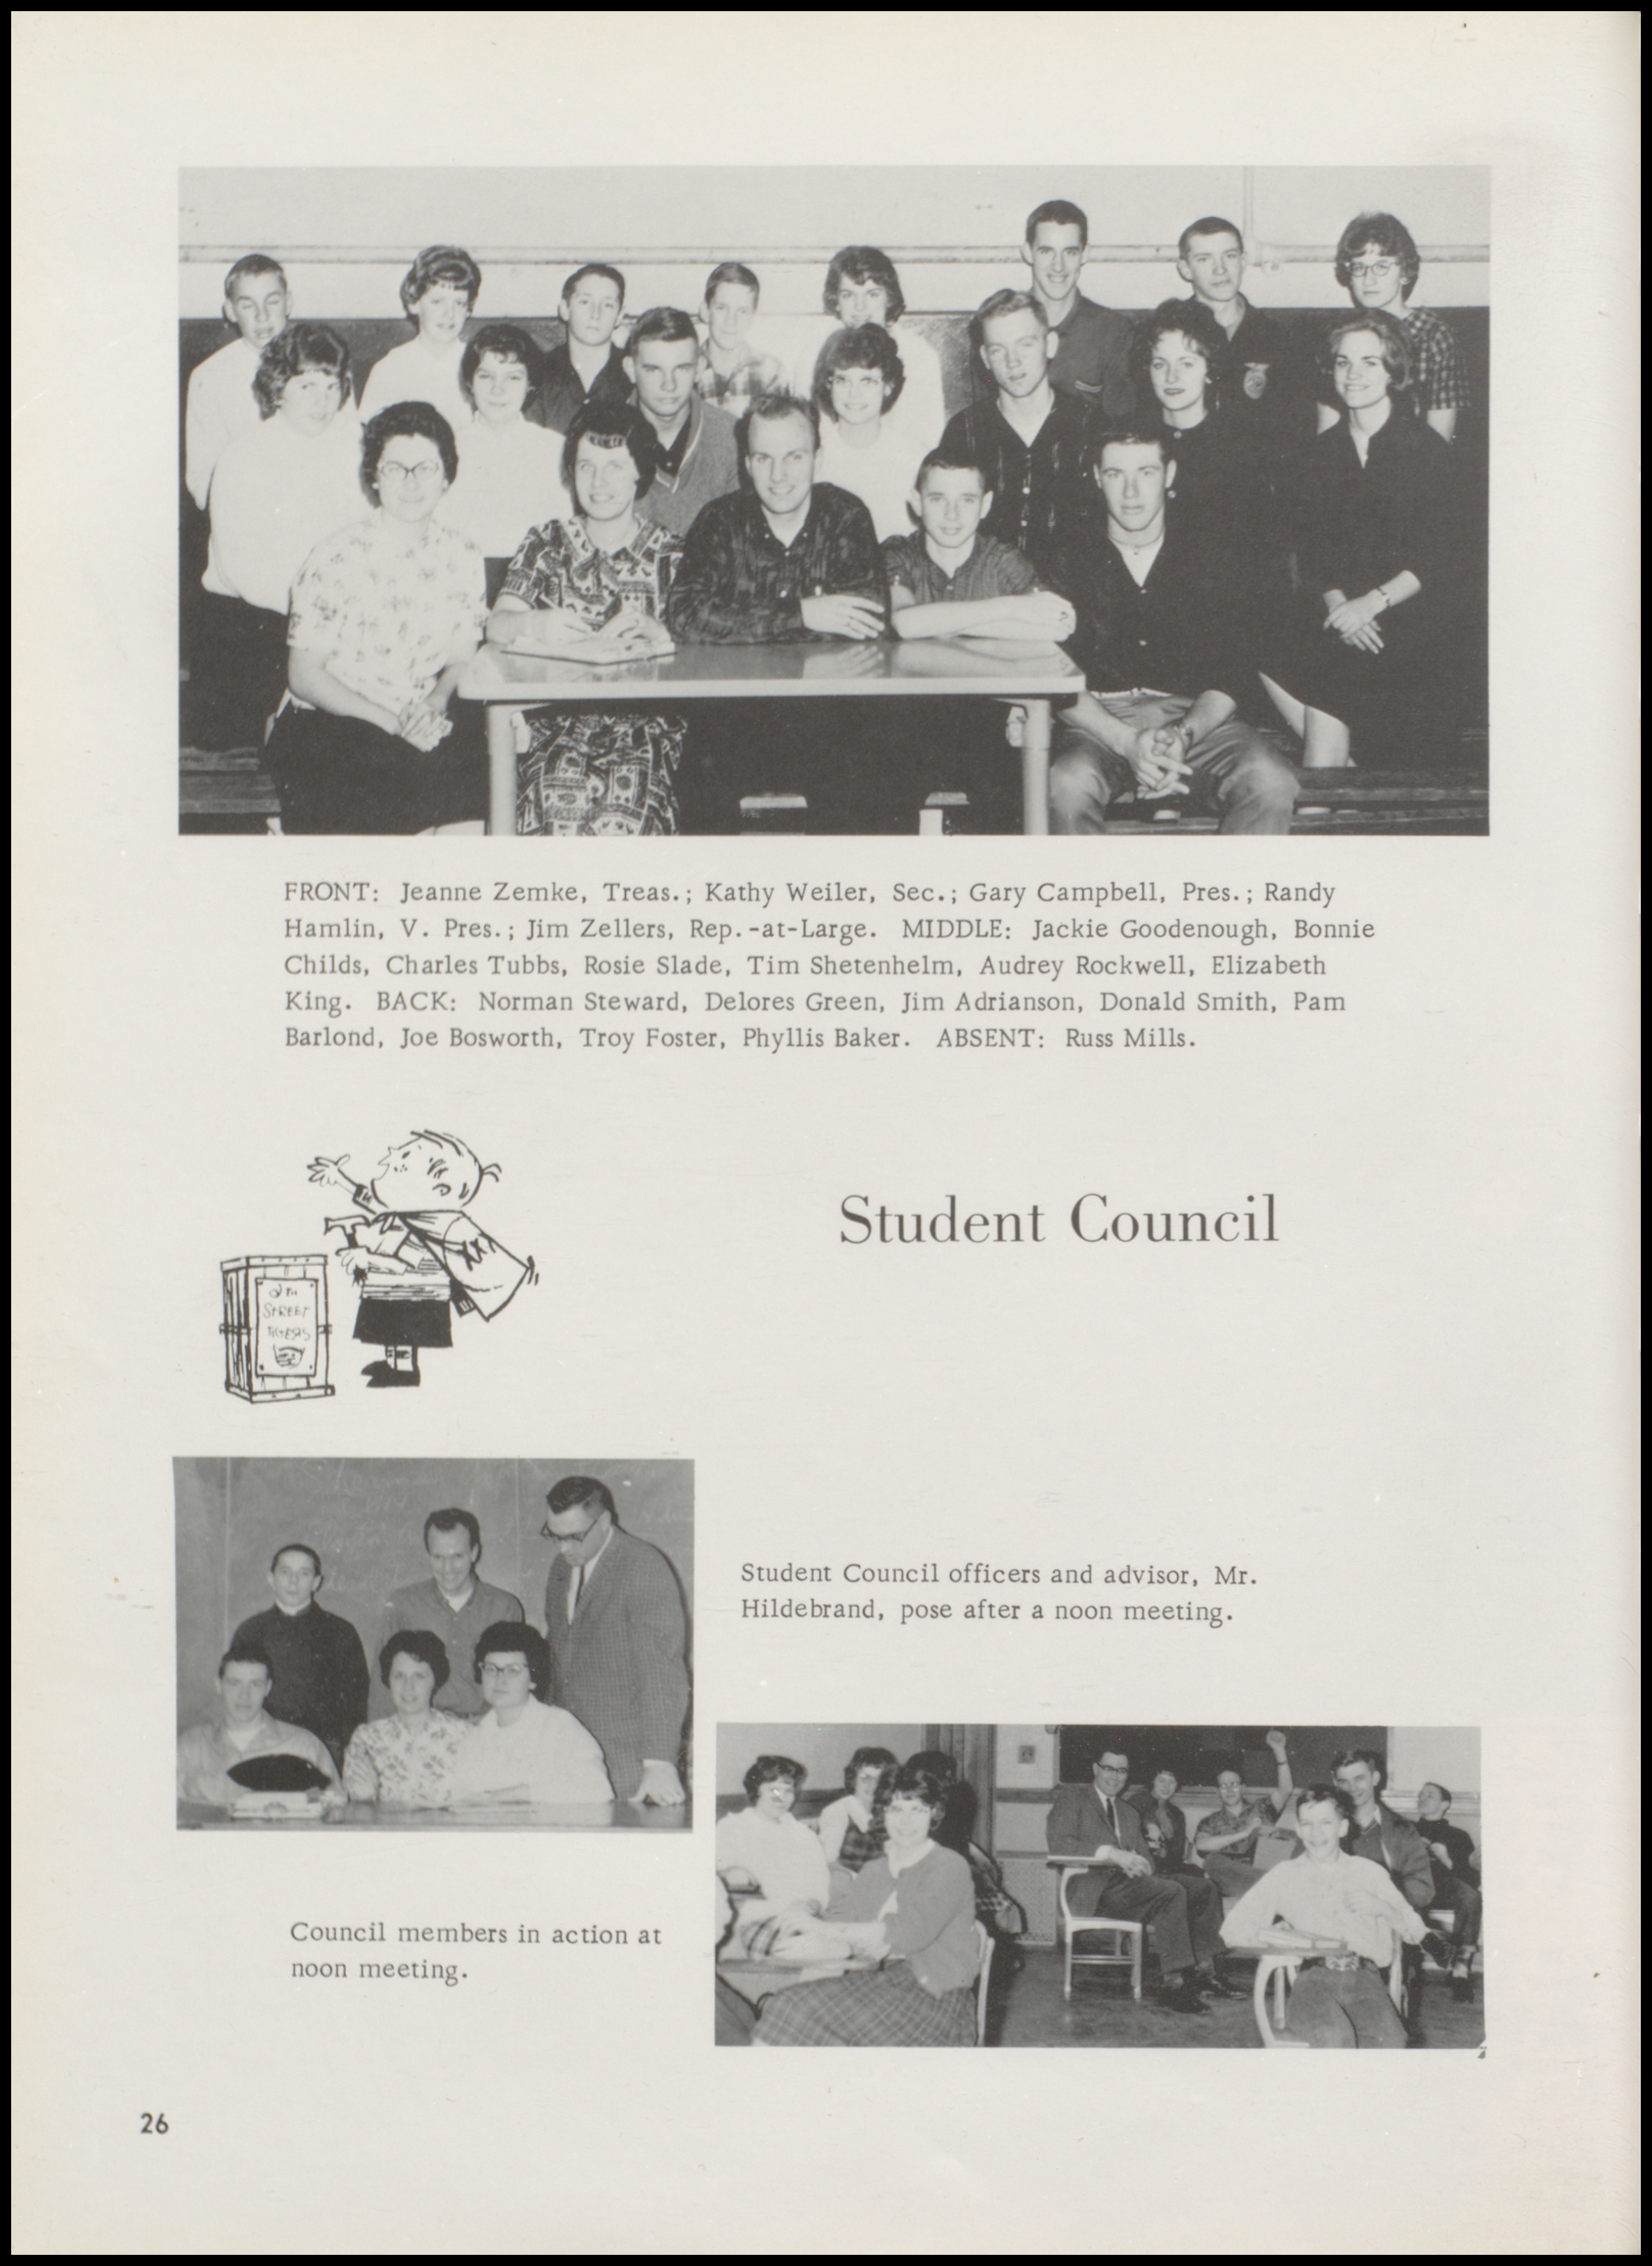 FRONT: Jeanne Zemke, Treas.; Kathy Weiler, Sec.; Gary Campbell, Pres.; Randy
Hamlin, V. Pres.; Jim Zellers, Rep.-at-Large. MIDDLE: Jackie Goodenough, Bonnie
Childs, Charles Tubbs, Rosie Slade, Tim Shetenhelm, Audrey Rockwell, Elizabeth
King. BACK: Norman Steward, Delores Green, Jim Adrianson, Donald Smith, Pam
Barlond, Joe Bosworth, Troy Foster, Phyllis Baker. ABSENT: Russ Mills.
Student Council
STREET
TIGERS
Student Council officers and advisor, Mr.
Hildebrand, pose after a noon meeting.
Council members in action at
noon meeting.
26